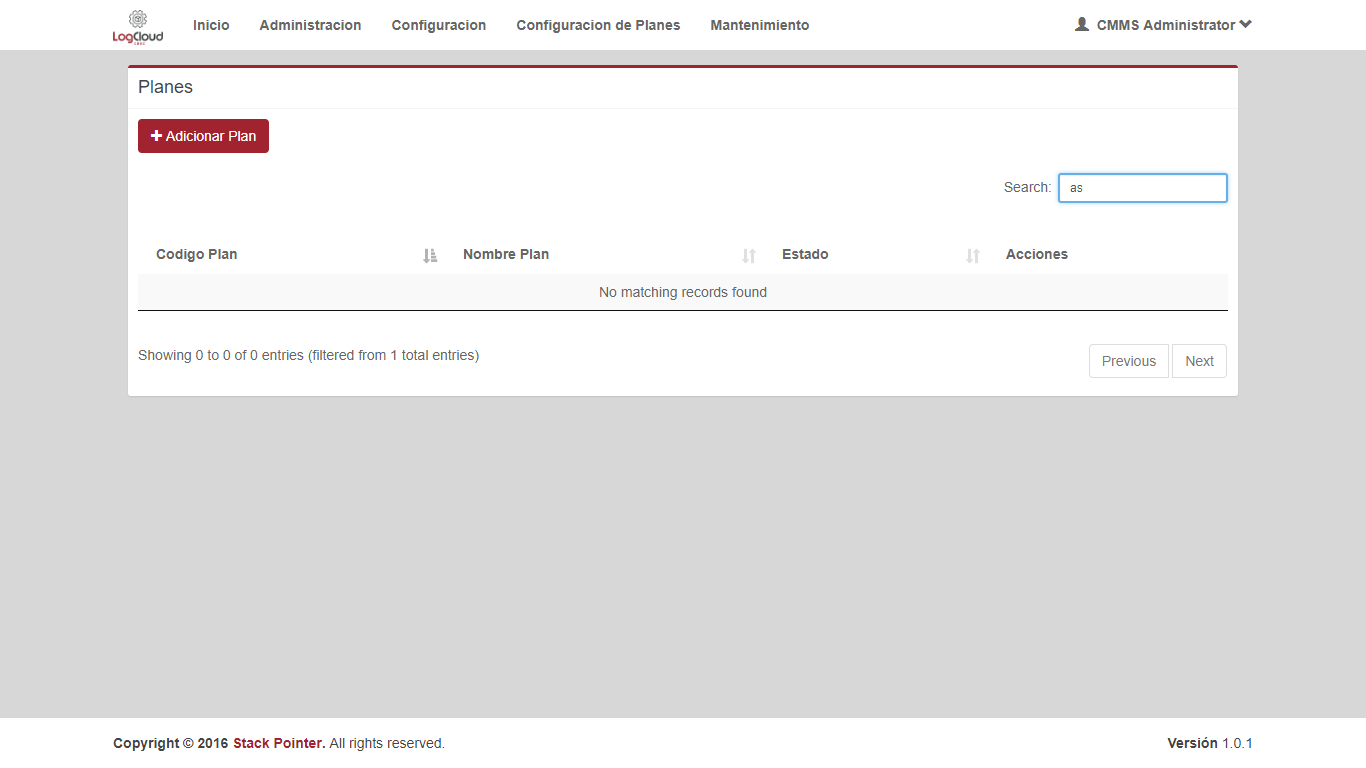 LogCloud
CMMS
Inicio Administracion Configuracion Configuracion de Planes Mantenimiento CMMS Administrator
Planes
Adicionar Plan
Search: as
Codigo Plan Nombre Plan Estado Acciones
No matching records found
Showing 0 to 0 of 0 entries (filtered from 1 total entries)
Previous Next
Copyright © 2016 Stack Pointer. All rights reserved.
Versión 1.0.1